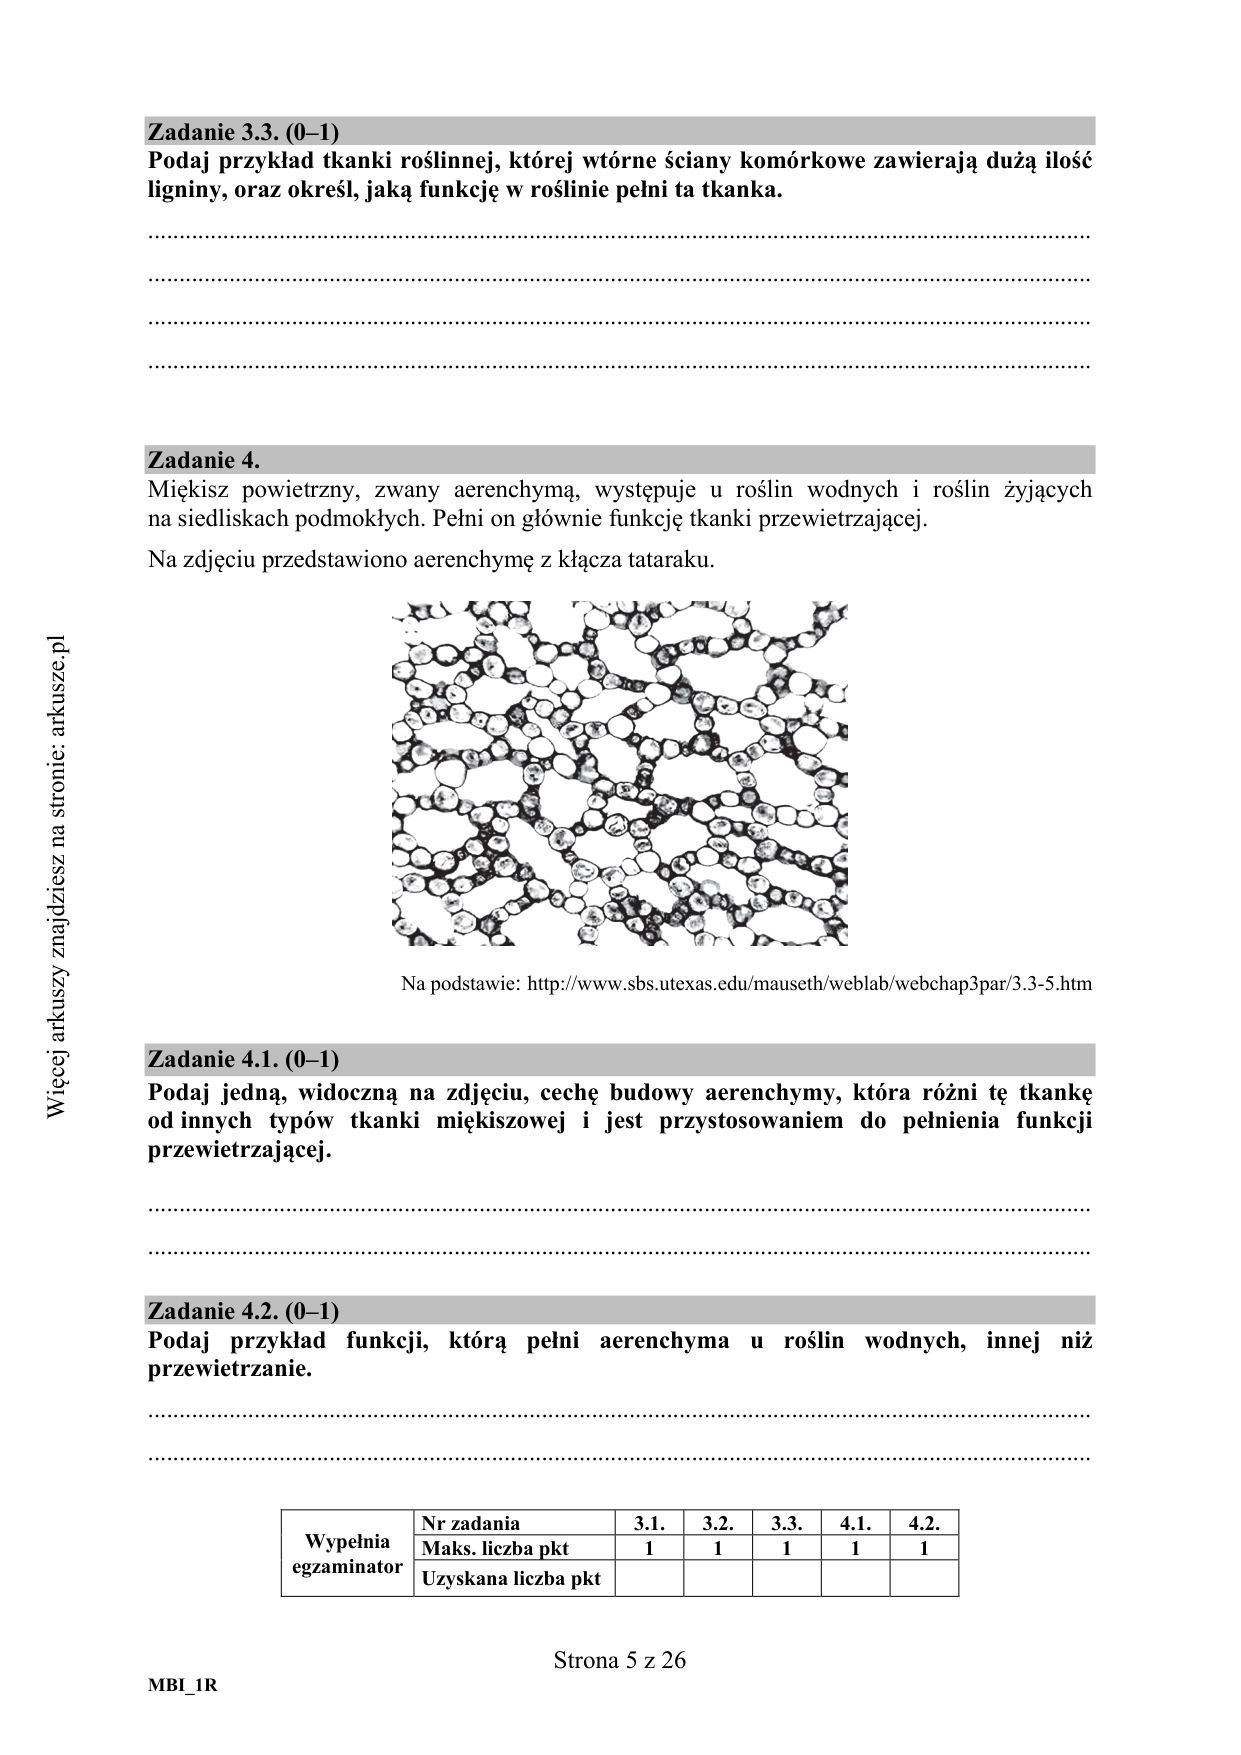 Zadanie 3.3. (0–1)
Podaj przykład tkanki roślinnej, której wtórne ściany komórkowe zawierają dużą ilość
ligniny, oraz określ, jaką funkcję w roślinie pełni ta tkanka.
Zadanie 4.
Miękisz powietrzny, zwany aerenchymą, występuje u roślin wodnych i roślin żyjących
na siedliskach podmokłych. Pełni on głównie funkcję tkanki przewietrzającej.
Na zdjęciu przedstawiono aerenchymę z kłącza tataraku.
Na podstawie: http://www.sbs.utexas.edu/mauseth/weblab/webchap3par/3.3-5.htm
Zadanie 4.1. (0–1)
Podaj jedną, widoczną na zdjęciu, cechę budowy aerenchymy, która różni tę tkankę
od innych typów tkanki miękiszowej i jest przystosowaniem do pełnienia funkcji
przewietrzającej.
Zadanie 4.2. (0–1)
Podaj przykład funkcji, którą pełni aerenchyma u roślin wodnych, innej niż
przewietrzanie.
Wypełnia
egzaminator
Nr zadania 3.1. 3.2. 3.3. 4.1. 4.2.
Maks. liczba pkt 1 1 1 1 1
Uzyskana liczba pkt
Strona 5 z 26
MBI_1R
Więcej arkuszy znajdziesz na stronie: arkusze.pl